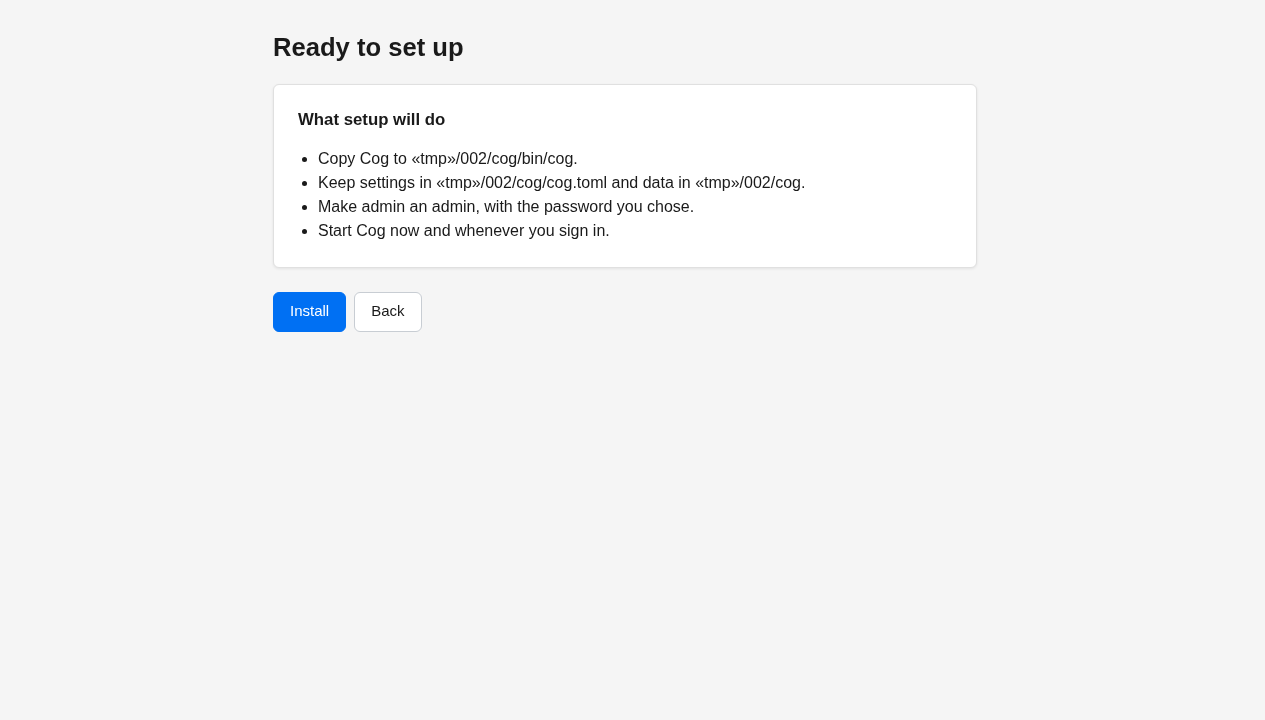 Ready to set up
What setup will do
• Copy Cog to «tmp»/002/cog/bin/cog.
• Keep settings in «tmp»/002/cog/cog.toml and data in «tmp»/002/cog.
• Make admin an admin, with the password you chose.
• Start Cog now and whenever you sign in.
Install
Back